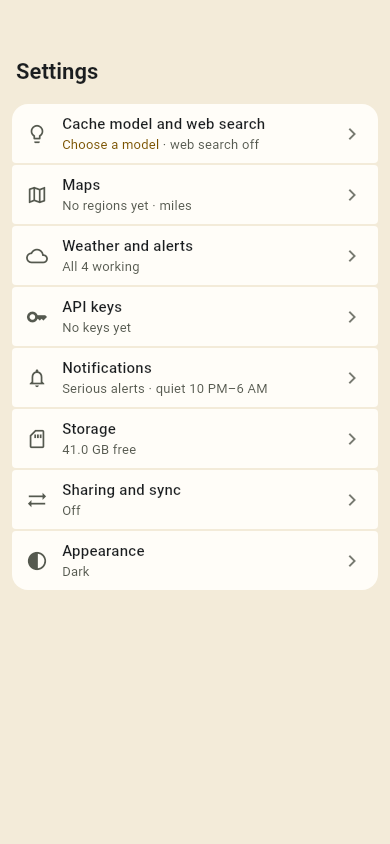 Settings
Cache model and web search
Choose a model · web search off
Maps
No regions yet · miles
Weather and alerts
All 4 working
API keys
No keys yet
Notifications
Serious alerts · quiet 10 PM–6 AM
Storage
41.0 GB free
Sharing and sync
Off
Appearance
Dark